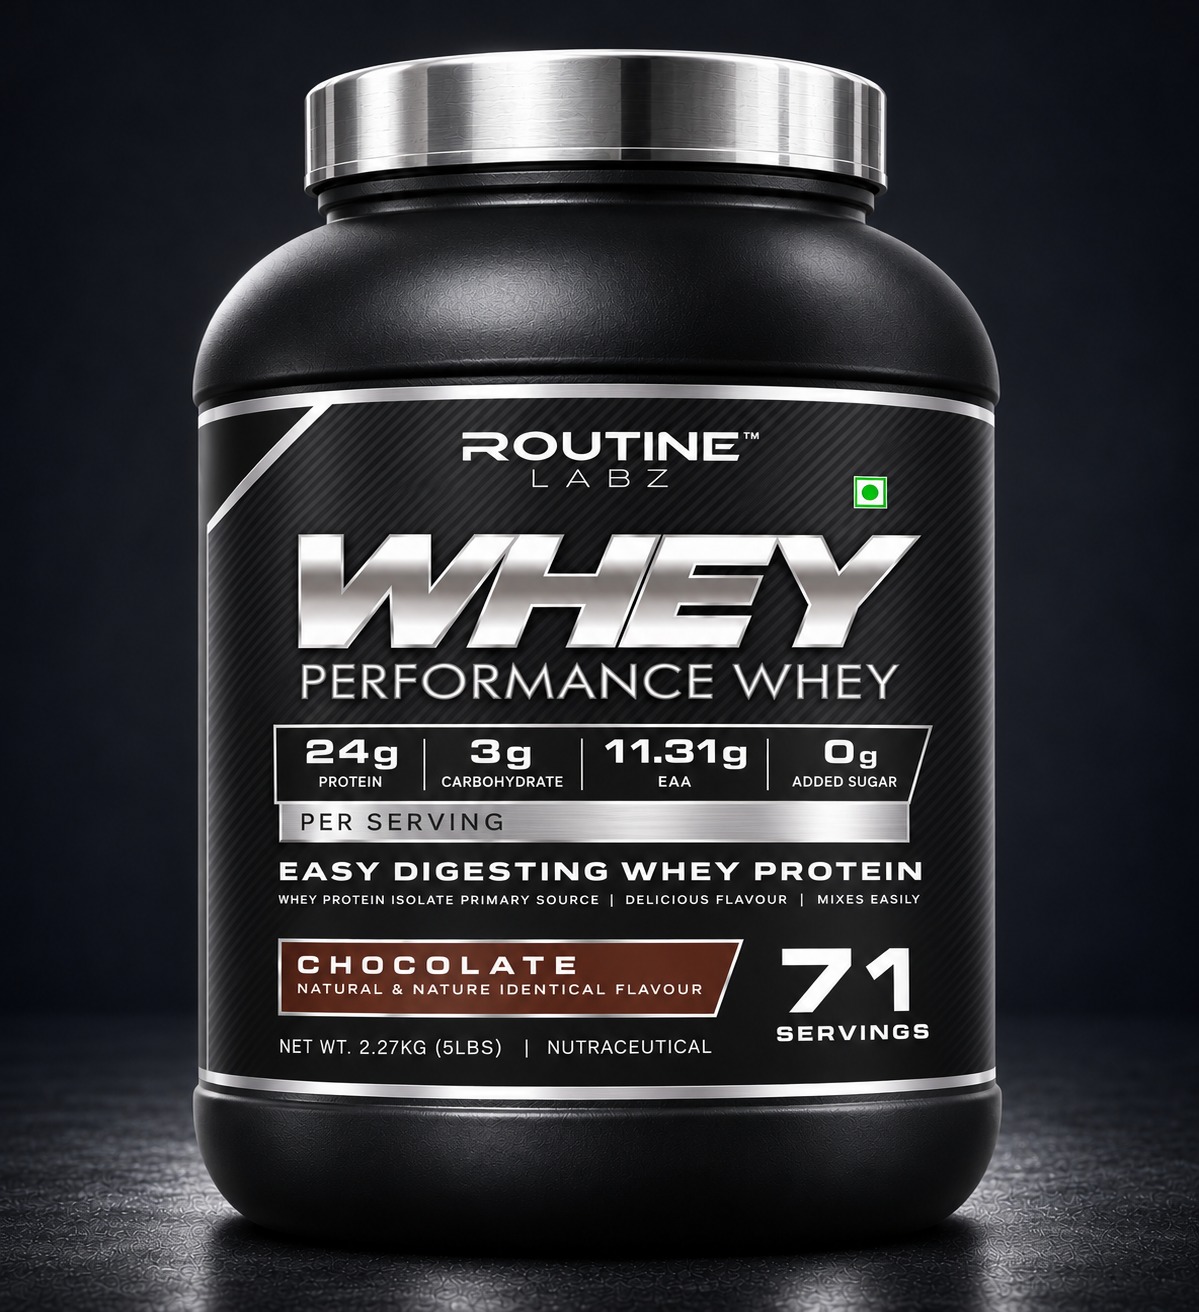 ROUTINE™
LABZ
WHEY
PERFORMANCE WHEY
24g 3g 11.31g 0g
PROTEIN CARBOHYDRATE EAA ADDED SUGAR
PER SERVING
EASY DIGESTING WHEY PROTEIN
WHEY PROTEIN ISOLATE PRIMARY SOURCE | DELICIOUS FLAVOUR | MIXES EASILY
CHOCOLATE
NATURAL & NATURE IDENTICAL FLAVOUR
71
SERVINGS
NET WT. 2.27KG (5LBS) | NUTRACEUTICAL